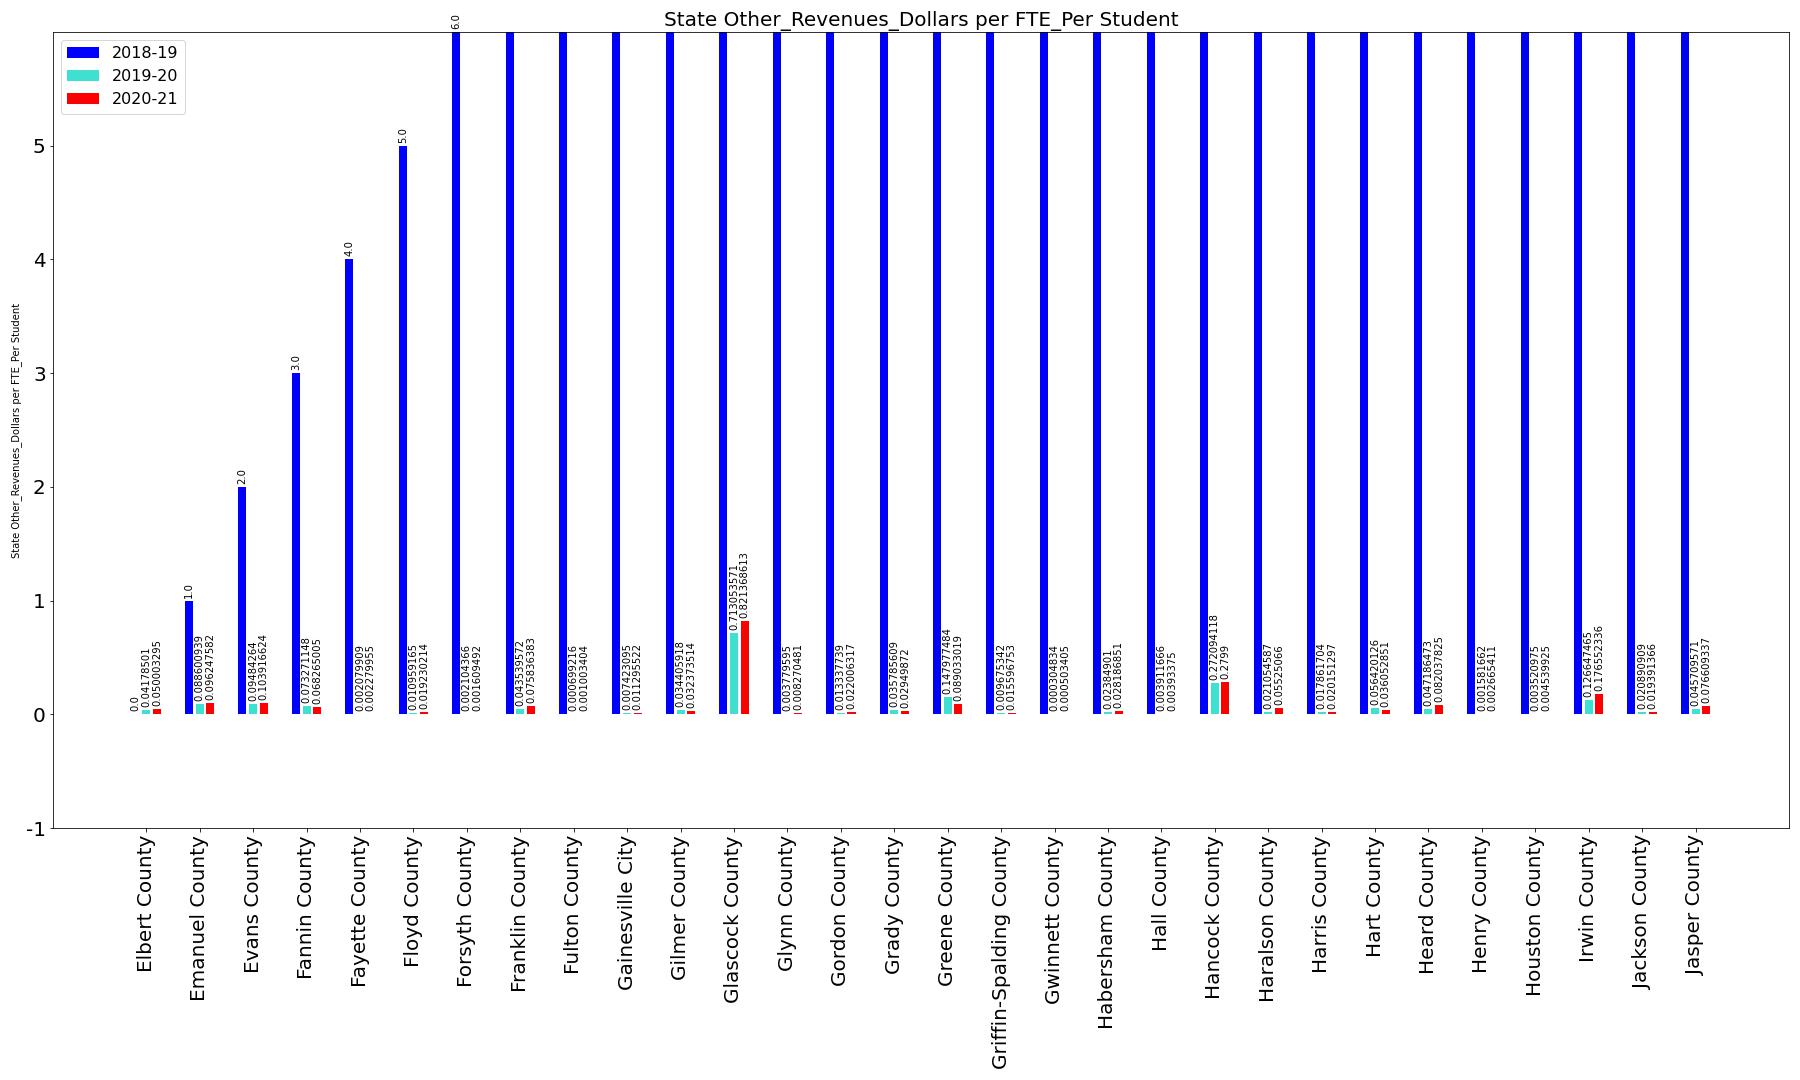 State Other_Revenues_Dollars per FTE_Per Student
2018-19
2019-20
2020-21
State Other_Revenues_Dollars per FTE_Per Student
5
4
3
2
1
0
-1
0.0
0.04178501
0.050003295
1.0
0.088600939
0.096247582
2.0
0.09484264
0.103916624
3.0
0.073271148
0.068265005
4.0
0.002079909
0.002279955
5.0
0.010959165
0.019230214
6.0
0.002104366
0.001609492
0.043539572
0.075836383
0.000699216
0.001003404
0.007423095
0.011295522
0.034405918
0.032373514
0.713053571
0.821368613
0.003779595
0.008270481
0.013337739
0.022006317
0.035785609
0.02949872
0.147977484
0.089033019
0.009675342
0.015596753
0.000304834
0.000503405
0.02384901
0.028186851
0.003911666
0.00393375
0.272094118
0.2799
0.021054587
0.05525066
0.017861704
0.020151297
0.056420126
0.036052851
0.047186473
0.082037825
0.001581662
0.002665411
0.003520975
0.004539925
0.126647465
0.176552336
0.020890909
0.019391366
0.045709571
0.076609337
Elbert County
Emanuel County
Evans County
Fannin County
Fayette County
Floyd County
Forsyth County
Franklin County
Fulton County
Gainesville City
Gilmer County
Glascock County
Glynn County
Gordon County
Grady County
Greene County
Griffin-Spalding County
Gwinnett County
Habersham County
Hall County
Hancock County
Haralson County
Harris County
Hart County
Heard County
Henry County
Houston County
Irwin County
Jackson County
Jasper County